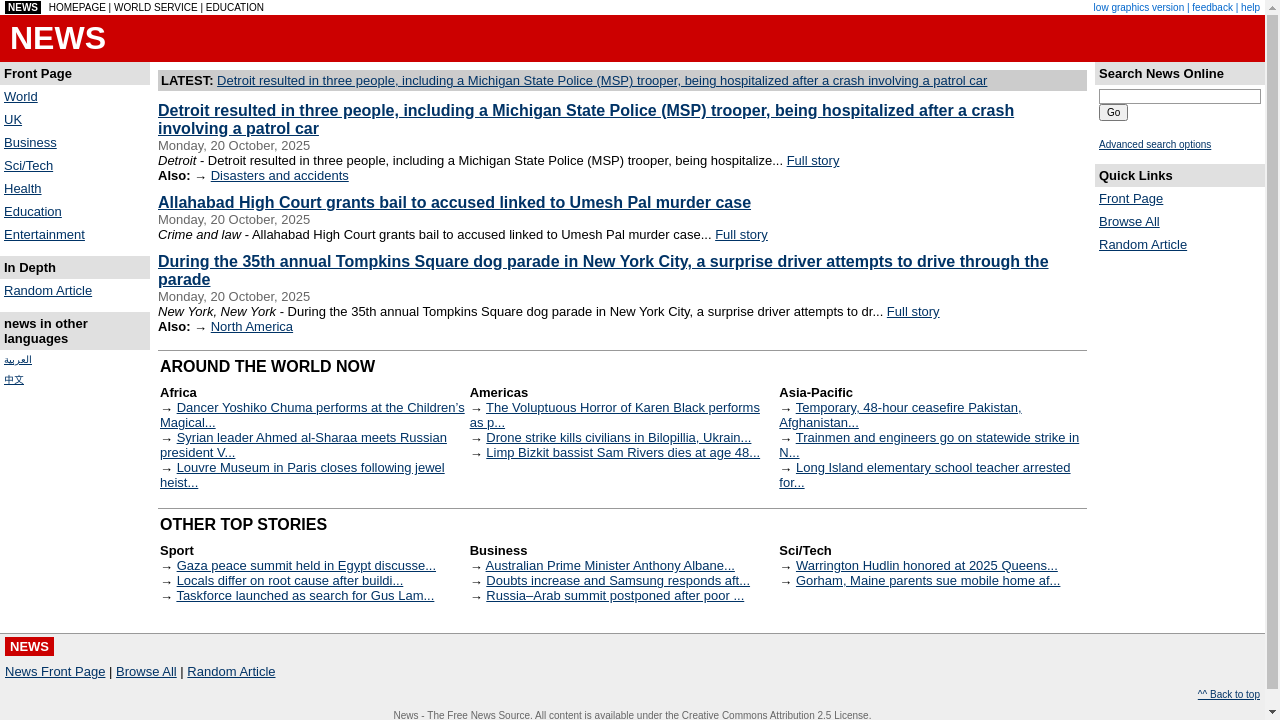 NEWS HOMEPAGE | WORLD SERVICE | EDUCATION
low graphics version | feedback | help
NEWS
Front Page
World
UK
Business
Sci/Tech
Health
Education
Entertainment
In Depth
Random Article
news in other
languages
العربية
中文
LATEST: Detroit resulted in three people, including a Michigan State Police (MSP) trooper, being hospitalized after a crash involving a patrol car
Detroit resulted in three people, including a Michigan State Police (MSP) trooper, being hospitalized after a crash
involving a patrol car
Monday, 20 October, 2025
Detroit - Detroit resulted in three people, including a Michigan State Police (MSP) trooper, being hospitalize... Full story
Also: → Disasters and accidents
Allahabad High Court grants bail to accused linked to Umesh Pal murder case
Monday, 20 October, 2025
Crime and law - Allahabad High Court grants bail to accused linked to Umesh Pal murder case... Full story
During the 35th annual Tompkins Square dog parade in New York City, a surprise driver attempts to drive through the
parade
Monday, 20 October, 2025
New York, New York - During the 35th annual Tompkins Square dog parade in New York City, a surprise driver attempts to dr... Full story
Also: → North America
AROUND THE WORLD NOW
Africa
→ Dancer Yoshiko Chuma performs at the Children’s
Magical...
→ Syrian leader Ahmed al-Sharaa meets Russian
president V...
→ Louvre Museum in Paris closes following jewel
heist...
Americas
→ The Voluptuous Horror of Karen Black performs
as p...
→ Drone strike kills civilians in Bilopillia, Ukrain...
→ Limp Bizkit bassist Sam Rivers dies at age 48...
Asia-Pacific
→ Temporary, 48-hour ceasefire Pakistan,
Afghanistan...
→ Trainmen and engineers go on statewide strike in
N...
→ Long Island elementary school teacher arrested
for...
OTHER TOP STORIES
Sport
→ Gaza peace summit held in Egypt discusse...
→ Locals differ on root cause after buildi...
→ Taskforce launched as search for Gus Lam...
Business
→ Australian Prime Minister Anthony Albane...
→ Doubts increase and Samsung responds aft...
→ Russia–Arab summit postponed after poor ...
Sci/Tech
→ Warrington Hudlin honored at 2025 Queens...
→ Gorham, Maine parents sue mobile home af...
Search News Online
Go
Advanced search options
Quick Links
Front Page
Browse All
Random Article
NEWS
News Front Page | Browse All | Random Article
^^ Back to top
News - The Free News Source. All content is available under the Creative Commons Attribution 2.5 License.